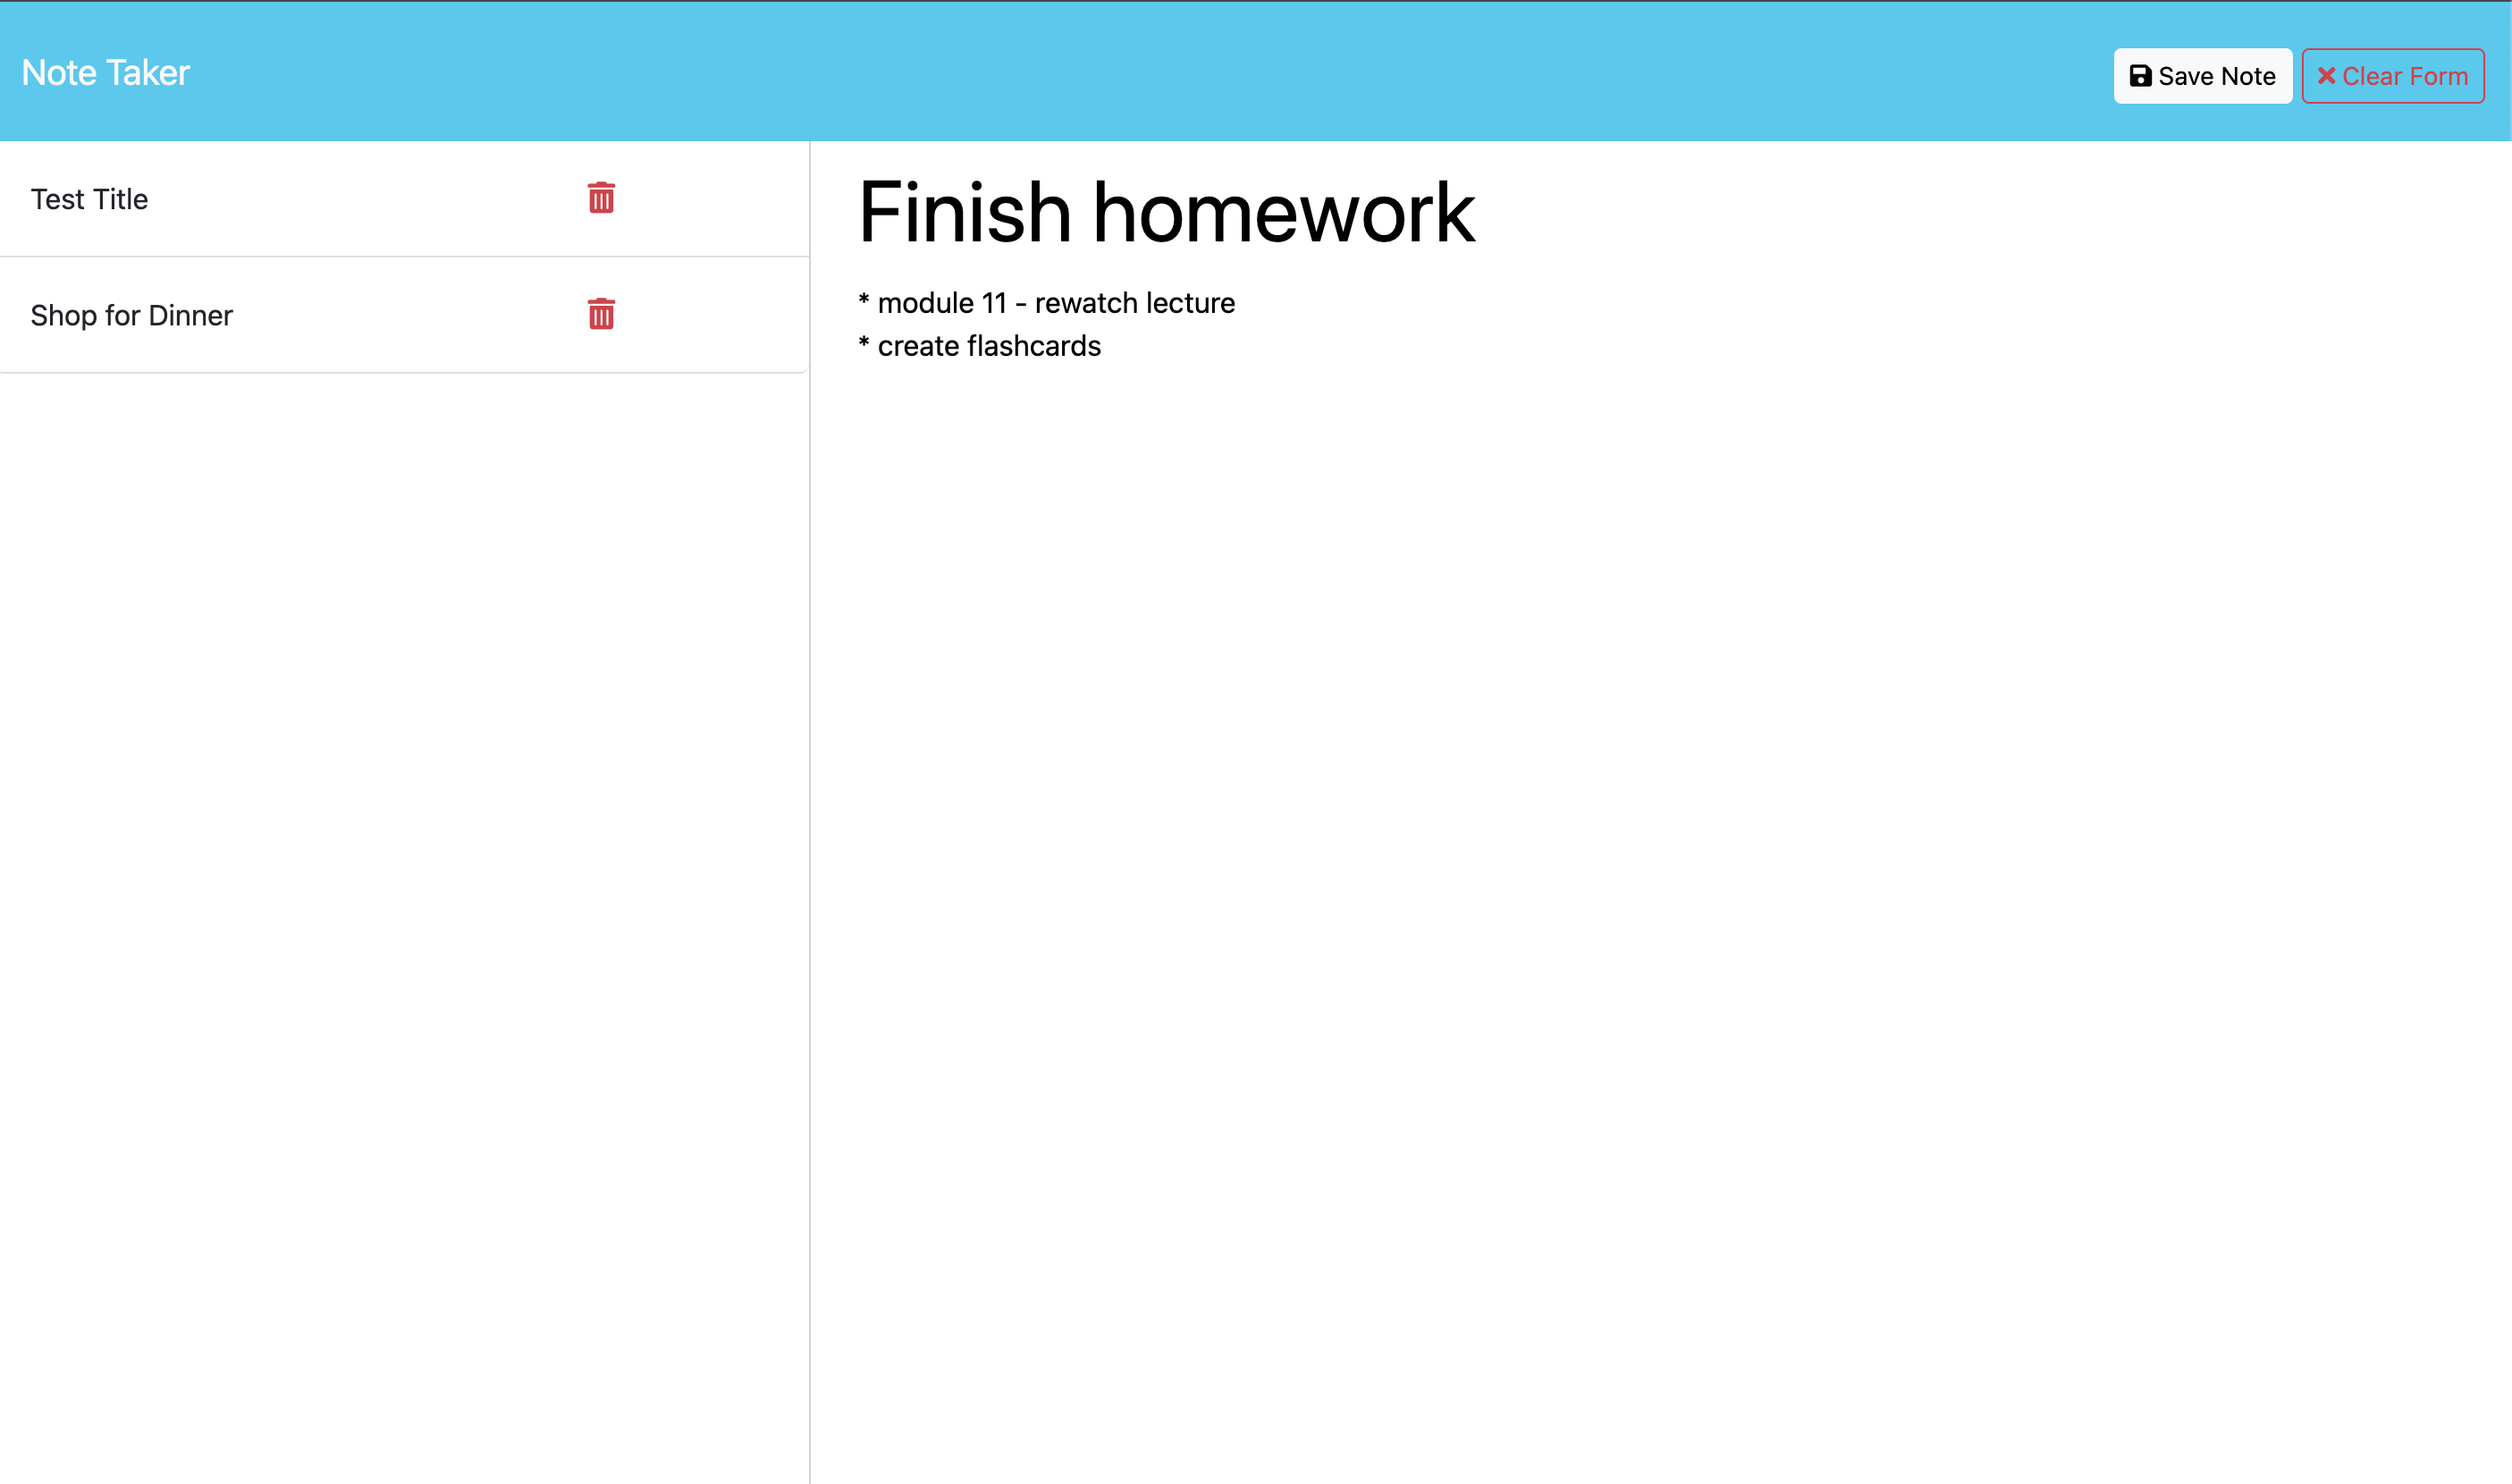 Note Taker
Save Note
Clear Form
Test Title
Shop for Dinner
Finish homework
* module 11 - rewatch lecture
* create flashcards